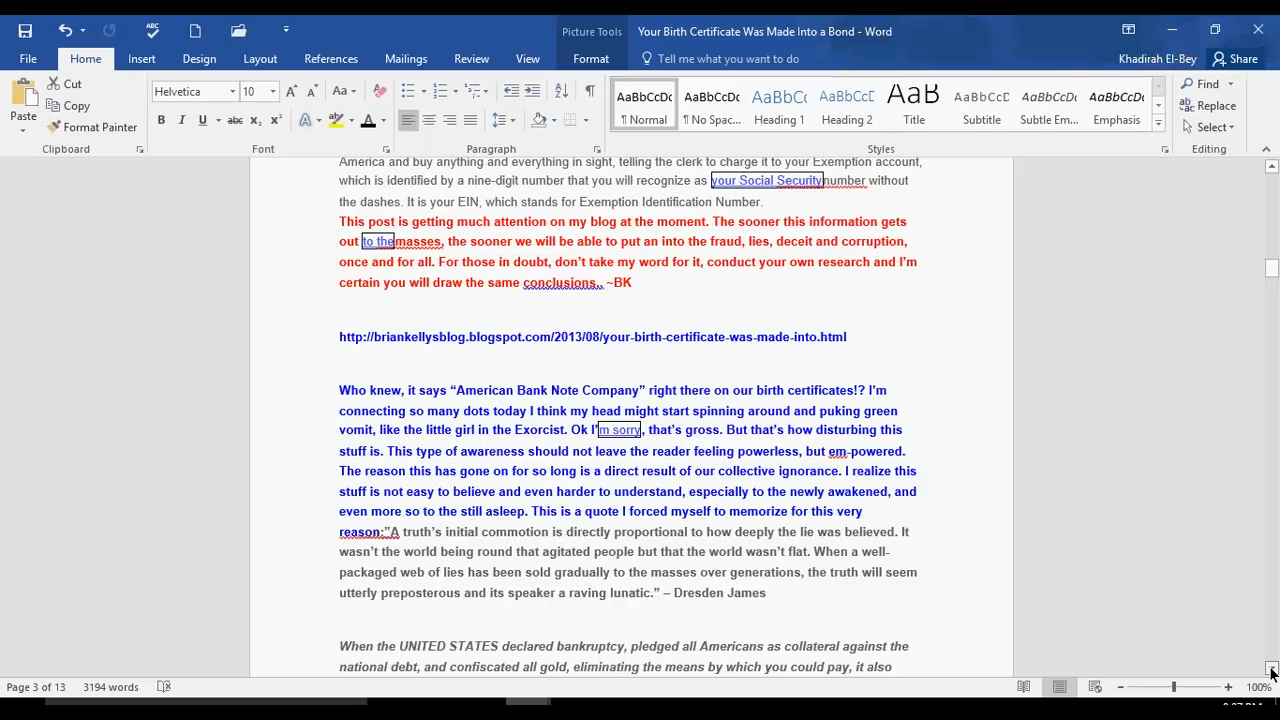 Picture Tools
Your Birth Certificate Was Made Into a Bond - Word
File
Home
Insert
Design
Layout
References
Mailings
Review
View
Format
Tell me what you want to do
Khadirah El-Bey
Share
Paste
Cut
Copy
Format Painter
Clipboard
Helvetica
10
Font
Paragraph
AaBbCcDc
¶ Normal
AaBbCcDc
¶ No Spac...
AaBbCc
Heading 1
AaBbCcC
Heading 2
AaB
Title
AaBbCcD
Subtitle
AaBbCcDc
Subtle Em...
AaBbCcDc
Emphasis
Styles
Find
Replace
Select
Editing
America and buy anything and everything in sight, telling the clerk to charge it to your Exemption account,
which is identified by a nine-digit number that you will recognize as your Social Securitynumber without
the dashes. It is your EIN, which stands for Exemption Identification Number.
This post is getting much attention on my blog at the moment. The sooner this information gets
out to themasses, the sooner we will be able to put an into the fraud, lies, deceit and corruption,
once and for all. For those in doubt, don’t take my word for it, conduct your own research and I’m
certain you will draw the same conclusions.. ~BK
http://briankellysblog.blogspot.com/2013/08/your-birth-certificate-was-made-into.html
Who knew, it says “American Bank Note Company” right there on our birth certificates!? I’m
connecting so many dots today I think my head might start spinning around and puking green
vomit, like the little girl in the Exorcist. Ok I’m sorry, that’s gross. But that’s how disturbing this
stuff is. This type of awareness should not leave the reader feeling powerless, but em-powered.
The reason this has gone on for so long is a direct result of our collective ignorance. I realize this
stuff is not easy to believe and even harder to understand, especially to the newly awakened, and
even more so to the still asleep. This is a quote I forced myself to memorize for this very
reason:”A truth’s initial commotion is directly proportional to how deeply the lie was believed. It
wasn’t the world being round that agitated people but that the world wasn’t flat. When a well-
packaged web of lies has been sold gradually to the masses over generations, the truth will seem
utterly preposterous and its speaker a raving lunatic.” – Dresden James
When the UNITED STATES declared bankruptcy, pledged all Americans as collateral against the
national debt, and confiscated all gold, eliminating the means by which you could pay, it also
Page 3 of 13
3194 words
100%